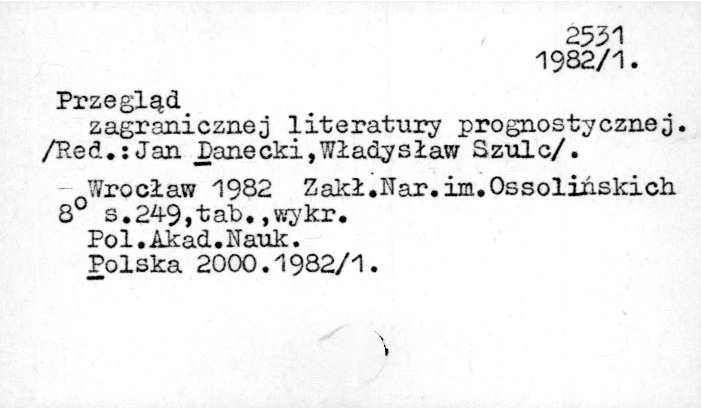 2531
1982/1.
Przegląd
zagranicznej literatury prognostycznej.
/Red.:Jan Danecki,Władysław Szulc/.
Wrocław 1982 Zakł.Nar.im.Ossolińskich
8° s.249,tab.,wykr.
Pol.Akad.Nauk.
Polska 2000.1982/1.